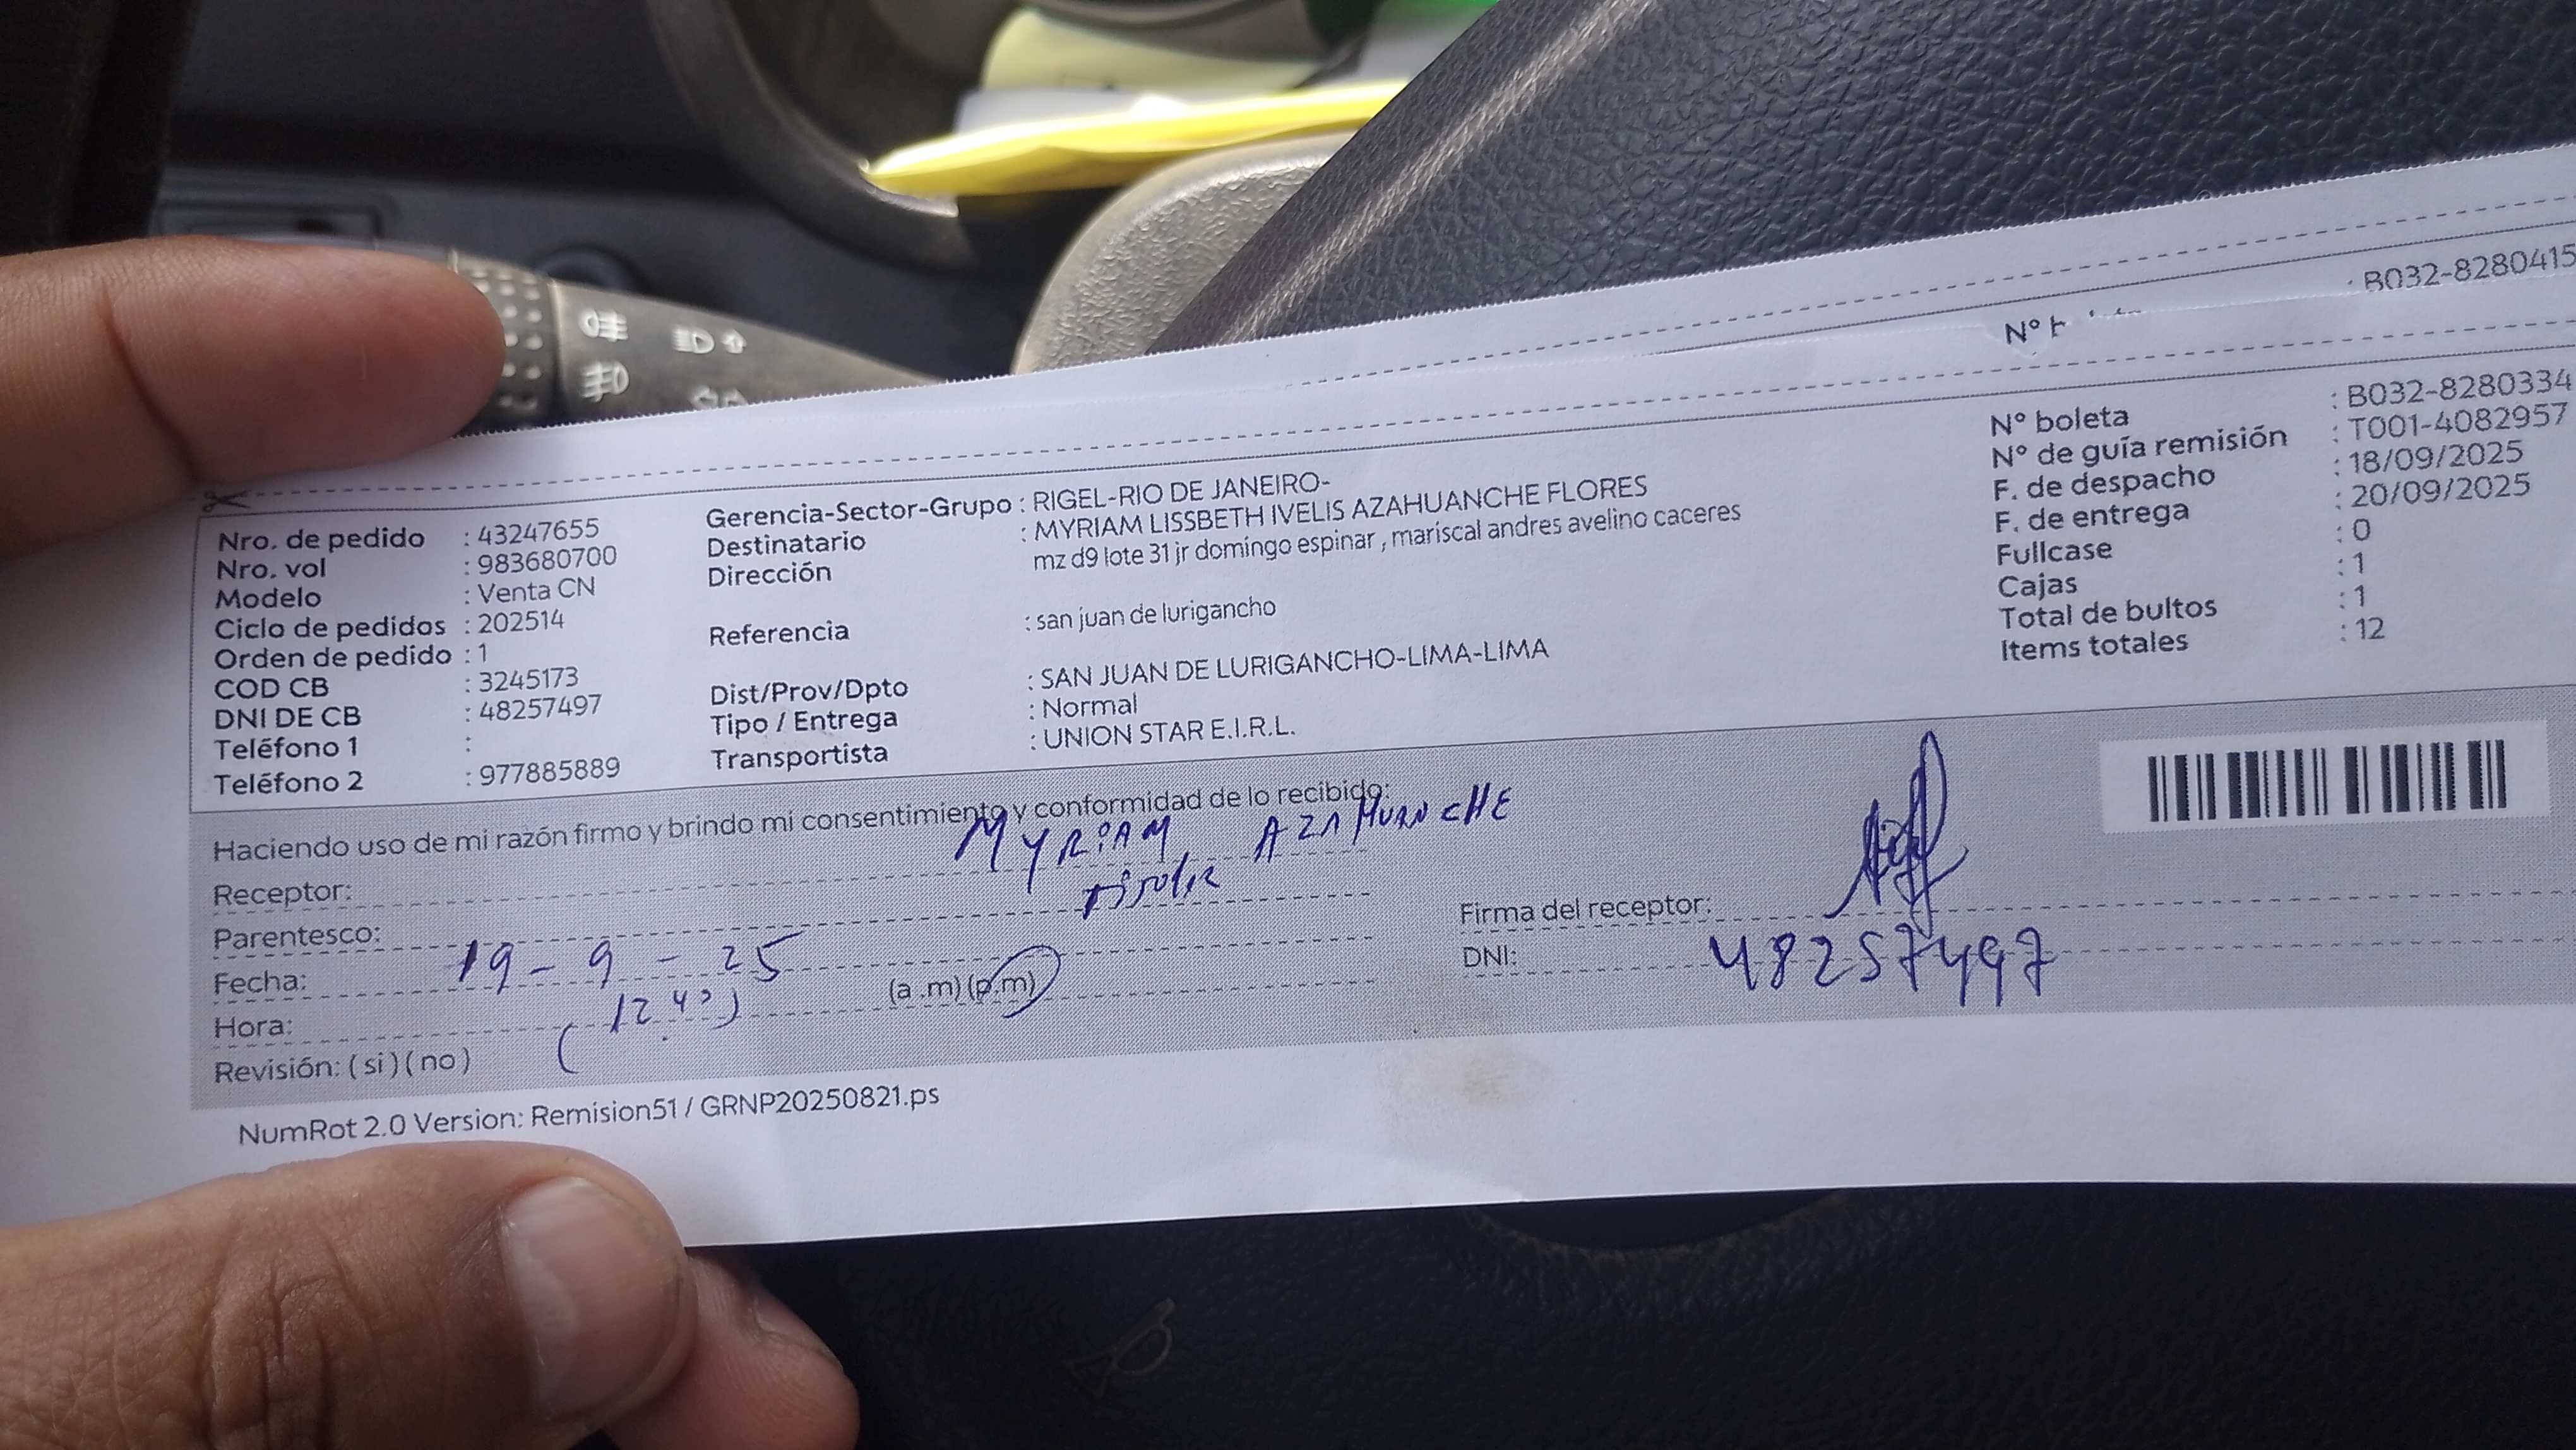 : B032-8280415
Nº
Nro. de pedido : 43247655
Nro. vol : 983680700
Modelo : Venta CN
Ciclo de pedidos : 202514
Orden de pedido : 1
COD CB : 3245173
DNI DE CB : 48257497
Teléfono 1 :
Teléfono 2 : 977885889
Gerencia-Sector-Grupo : RIGEL-RIO DE JANEIRO-
Destinatario : MYRIAM LISSBETH IVELIS AZAHUANCHE FLORES
Dirección mz d9 lote 31 jr domingo espinar , mariscal andres avelino caceres
Referencia : san juan de lurigancho
Dist/Prov/Dpto : SAN JUAN DE LURIGANCHO-LIMA-LIMA
Tipo / Entrega : Normal
Transportista : UNION STAR E.I.R.L.
Nº boleta : B032-8280334
Nº de guía remisión : T001-4082957
F. de despacho : 18/09/2025
F. de entrega : 20/09/2025
Fullcase : 0
Cajas : 1
Total de bultos : 1
Items totales : 12
Haciendo uso de mi razón firmo y brindo mi consentimiento y conformidad de lo recibido:
Receptor: MYRiAM AZAHUANCHE
Parentesco: Titular
Fecha: 19-9-25
Hora: (a .m) (p.m)
Revisión: ( si ) ( no )
Firma del receptor:
DNI: 48257497
NumRot 2.0 Version: Remision51 / GRNP20250821.ps